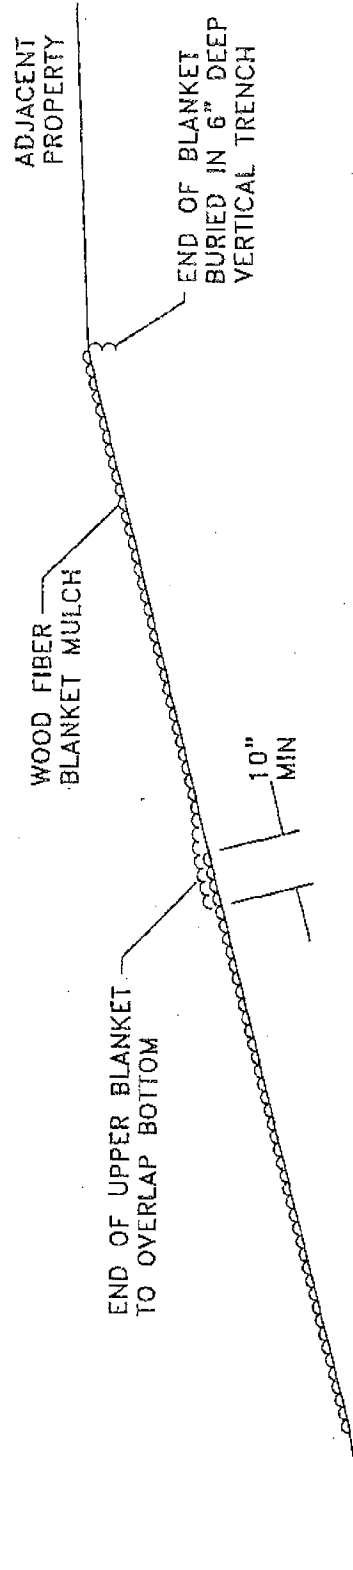 END OF UPPER BLANKET
TO OVERLAP BOTTOM
WOOD FIBER
BLANKET MULCH
ADJACENT
PROPERTY
10"
MIN
END OF BLANKET
BURIED IN 6" DEEP
VERTICAL TRENCH